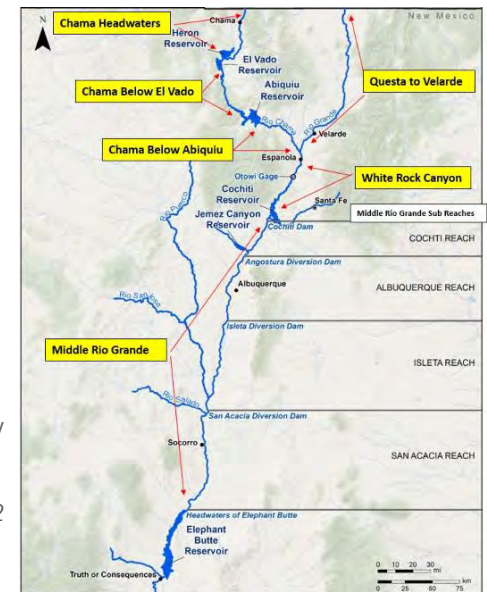 New Mexico
Chama Headwaters
N
Chama
Heron
Reservoir
El Vado
Reservoir
Questa to Velarde
Chama Below El Vado
Abiquiu
Reservoir
Rio Chama
Rio Grande
Velarde
Chama Below Abiquiu
Espanola
Otowi Gage
White Rock Canyon
Cochiti
Reservoir
Santa Fe
Jemez Canyon
Reservoir
Middle Rio Grande Sub Reaches
Cochiti Dam
COCHTI REACH
Rio Puerco
Angostura Diversion Dam
Albuquerque
ALBUQUERQUE REACH
Rio San Jose
Isleta Diversion Dam
Middle Rio Grande
ISLETA REACH
Rio Salado
San Acacia Diversion Dam
Socorro
SAN ACACIA REACH
Headwaters of Elephant Butte
Elephant
Butte
Reservoir
Truth or Consequences
0 10 20 30
mi
km
0 25 50 75
2